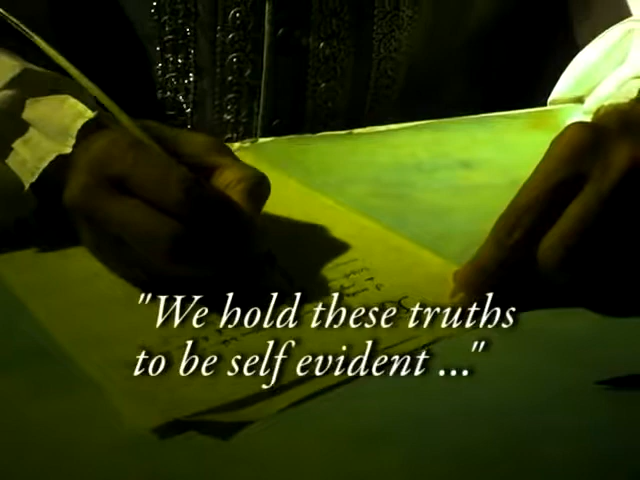 "We hold these truths
to be self evident ..."